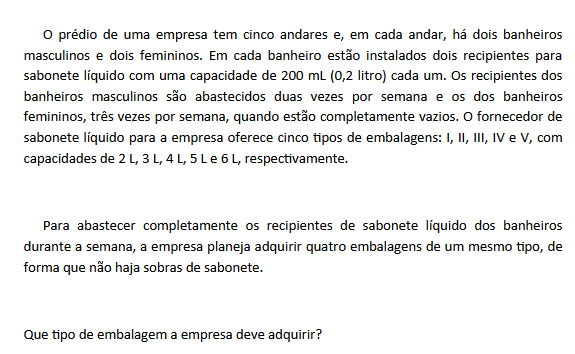 O prédio de uma empresa tem cinco andares e, em cada andar, há dois banheiros
masculinos e dois femininos. Em cada banheiro estão instalados dois recipientes para
sabonete líquido com uma capacidade de 200 mL (0,2 litro) cada um. Os recipientes dos
banheiros masculinos são abastecidos duas vezes por semana e os dos banheiros
femininos, três vezes por semana, quando estão completamente vazios. O fornecedor de
sabonete líquido para a empresa oferece cinco tipos de embalagens: I, II, III, IV e V, com
capacidades de 2 L, 3 L, 4 L, 5 L e 6 L, respectivamente.
Para abastecer completamente os recipientes de sabonete líquido dos banheiros
durante a semana, a empresa planeja adquirir quatro embalagens de um mesmo tipo, de
forma que não haja sobras de sabonete.
Que tipo de embalagem a empresa deve adquirir?